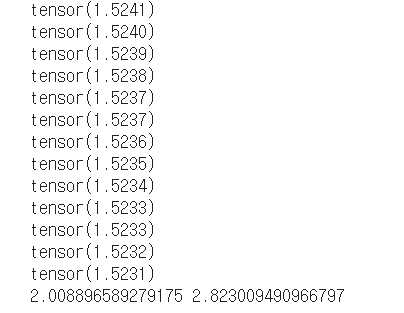 tensor(1.5241)
tensor(1.5240)
tensor(1.5239)
tensor(1.5238)
tensor(1.5237)
tensor(1.5237)
tensor(1.5236)
tensor(1.5235)
tensor(1.5234)
tensor(1.5233)
tensor(1.5233)
tensor(1.5232)
tensor(1.5231)
2.008896589279175 2.823009490966797